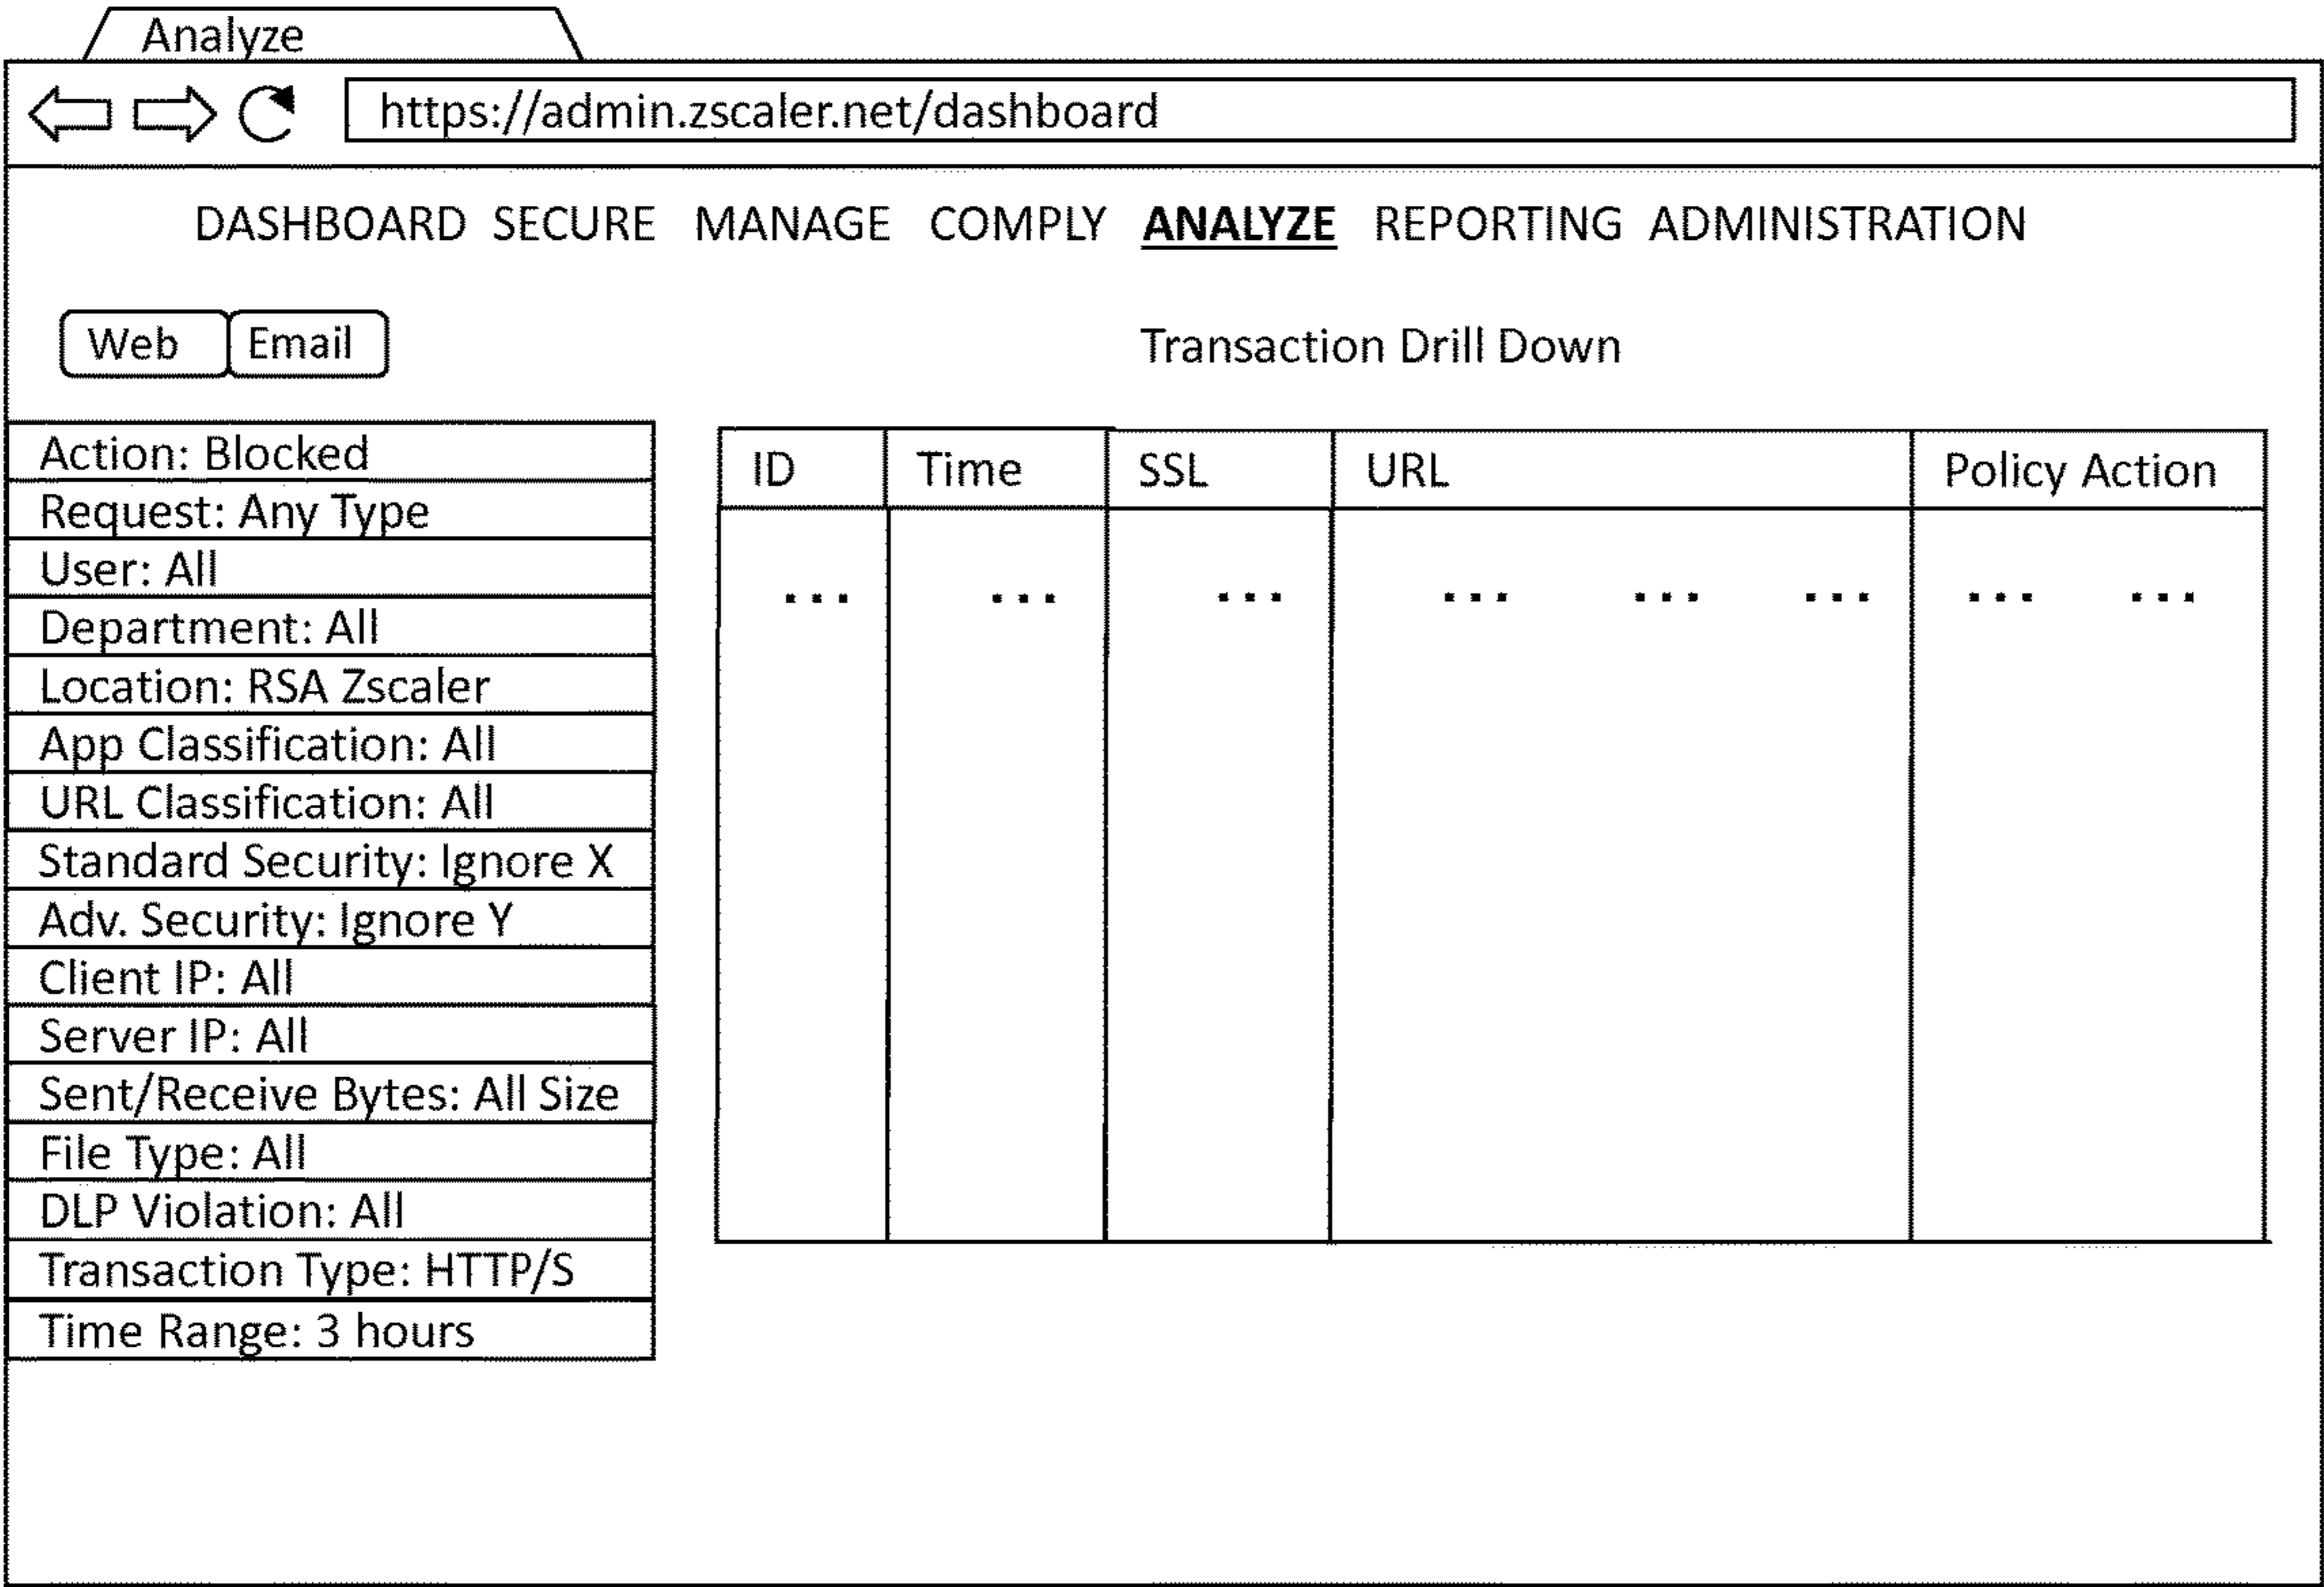 Analyze
https://admin.zscaler.net/dashboard
DASHBOARD SECURE MANAGE COMPLY ANALYZE REPORTING ADMINISTRATION
Web Email
Transaction Drill Down
Action: Blocked
Request: Any Type
User: All
Department: All
Location: RSA Zscaler
App Classification: All
URL Classification: All
Standard Security: Ignore X
Adv. Security: Ignore Y
Client IP: All
Server IP: All
Sent/Receive Bytes: All Size
File Type: All
DLP Violation: All
Transaction Type: HTTP/S
Time Range: 3 hours
ID Time SSL URL Policy Action
... ... ... ... ... ... ... ...